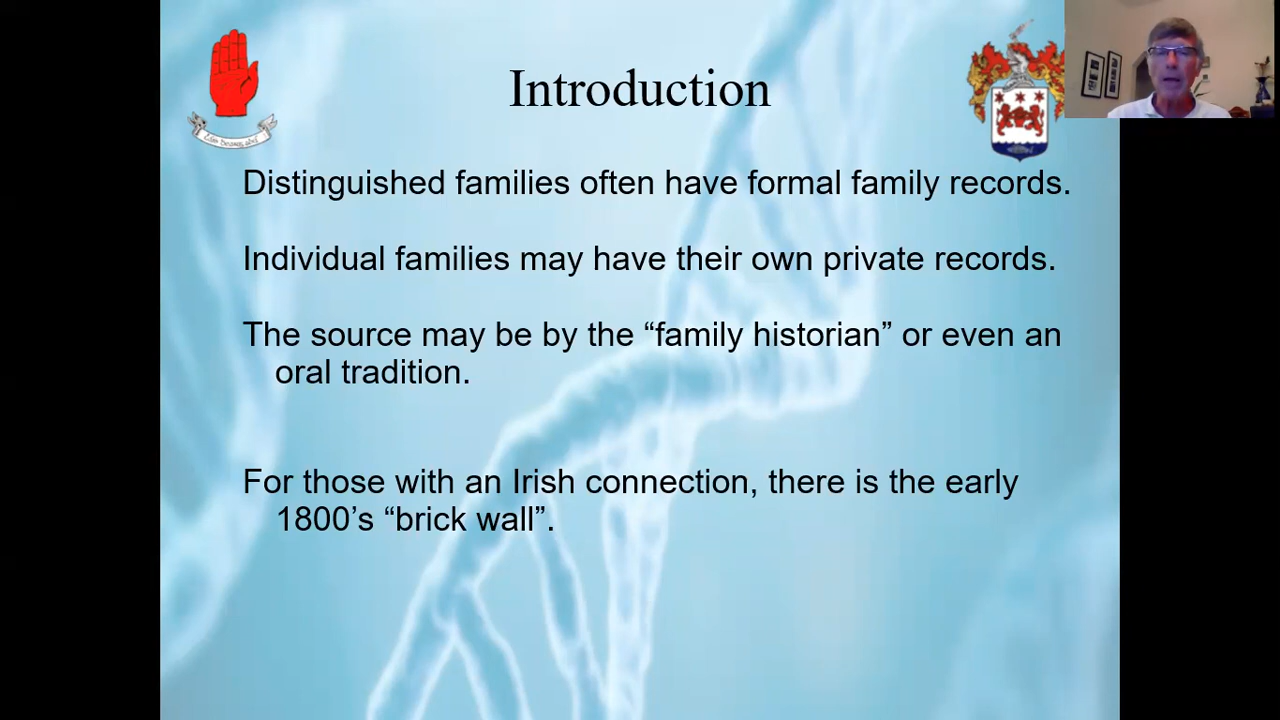 Introduction
Distinguished families often have formal family records.
Individual families may have their own private records.
The source may be by the “family historian” or even an
oral tradition.
For those with an Irish connection, there is the early
1800’s “brick wall”.